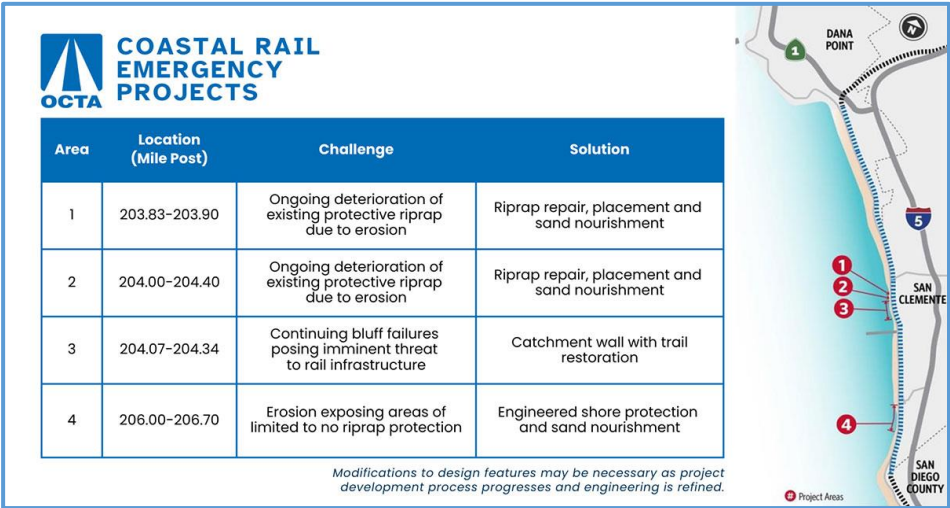 OCTA
COASTAL RAIL
EMERGENCY
PROJECTS
Area
Location
(Mile Post)
Challenge
Solution
1
203.83-203.90
Ongoing deterioration of
existing protective riprap
due to erosion
Riprap repair, placement and
sand nourishment
2
204.00-204.40
Ongoing deterioration of
existing protective riprap
due to erosion
Riprap repair, placement and
sand nourishment
3
204.07-204.34
Continuing bluff failures
posing imminent threat
to rail infrastructure
Catchment wall with trail
restoration
4
206.00-206.70
Erosion exposing areas of
limited to no riprap protection
Engineered shore protection
and sand nourishment
Modifications to design features may be necessary as project
development process progresses and engineering is refined.
DANA
POINT
N
1
5
1
2
3
SAN
CLEMENTE
4
SAN
DIEGO
COUNTY
# Project Areas